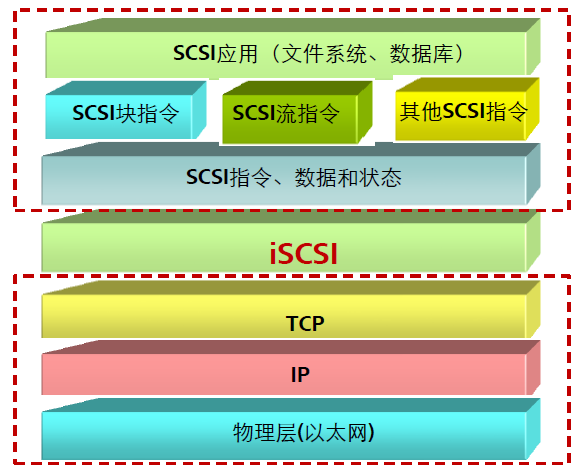 SCSI应用（文件系统、数据库）
SCSI块指令
SCSI流指令
其他SCSI指令
SCSI指令、数据和状态
iSCSI
TCP
IP
物理层(以太网)